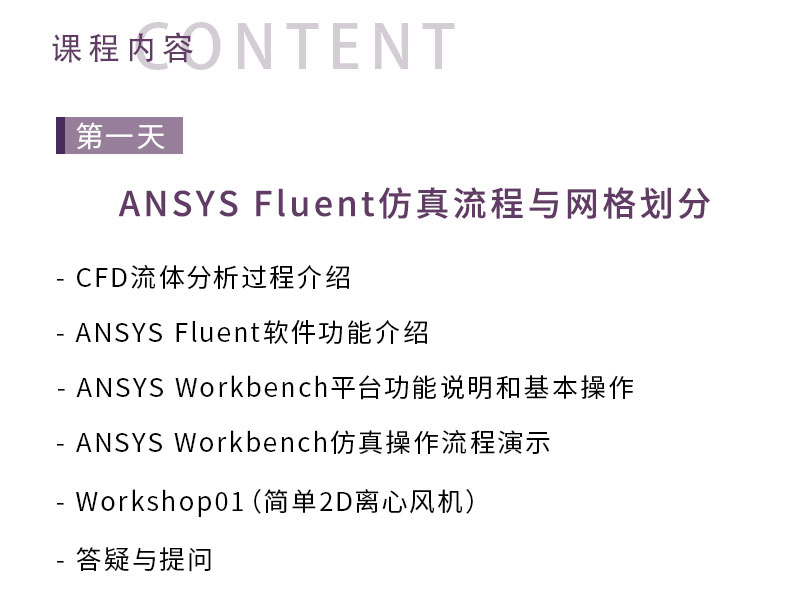 课程内容 CONTENT
第一天
ANSYS Fluent仿真流程与网格划分
- CFD流体分析过程介绍
- ANSYS Fluent软件功能介绍
- ANSYS Workbench平台功能说明和基本操作
- ANSYS Workbench仿真操作流程演示
- Workshop01（简单2D离心风机）
- 答疑与提问